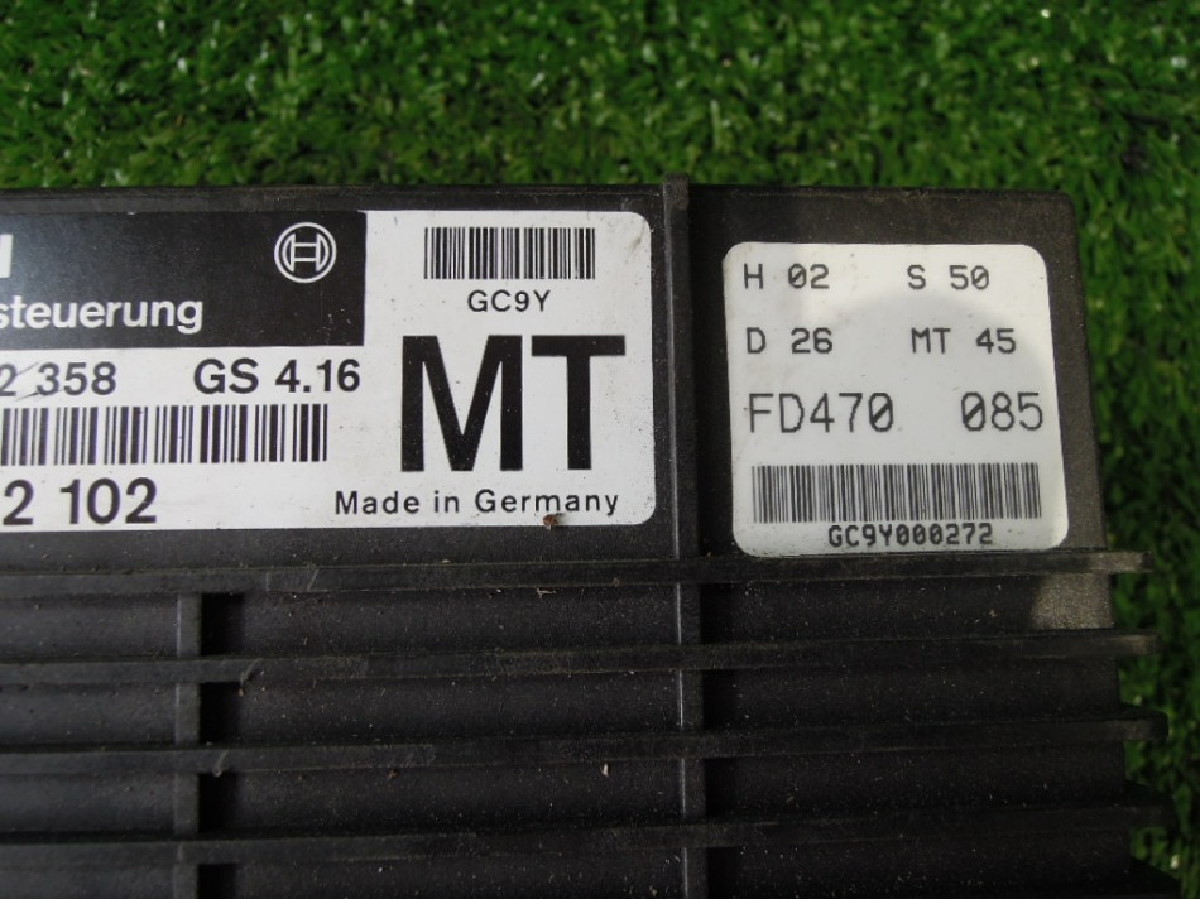 steuerung
2 358 GS 4.16
2 102
GC9Y
MT
Made in Germany
H 02 S 50
D 26 MT 45
FD470 085
GC9Y000272